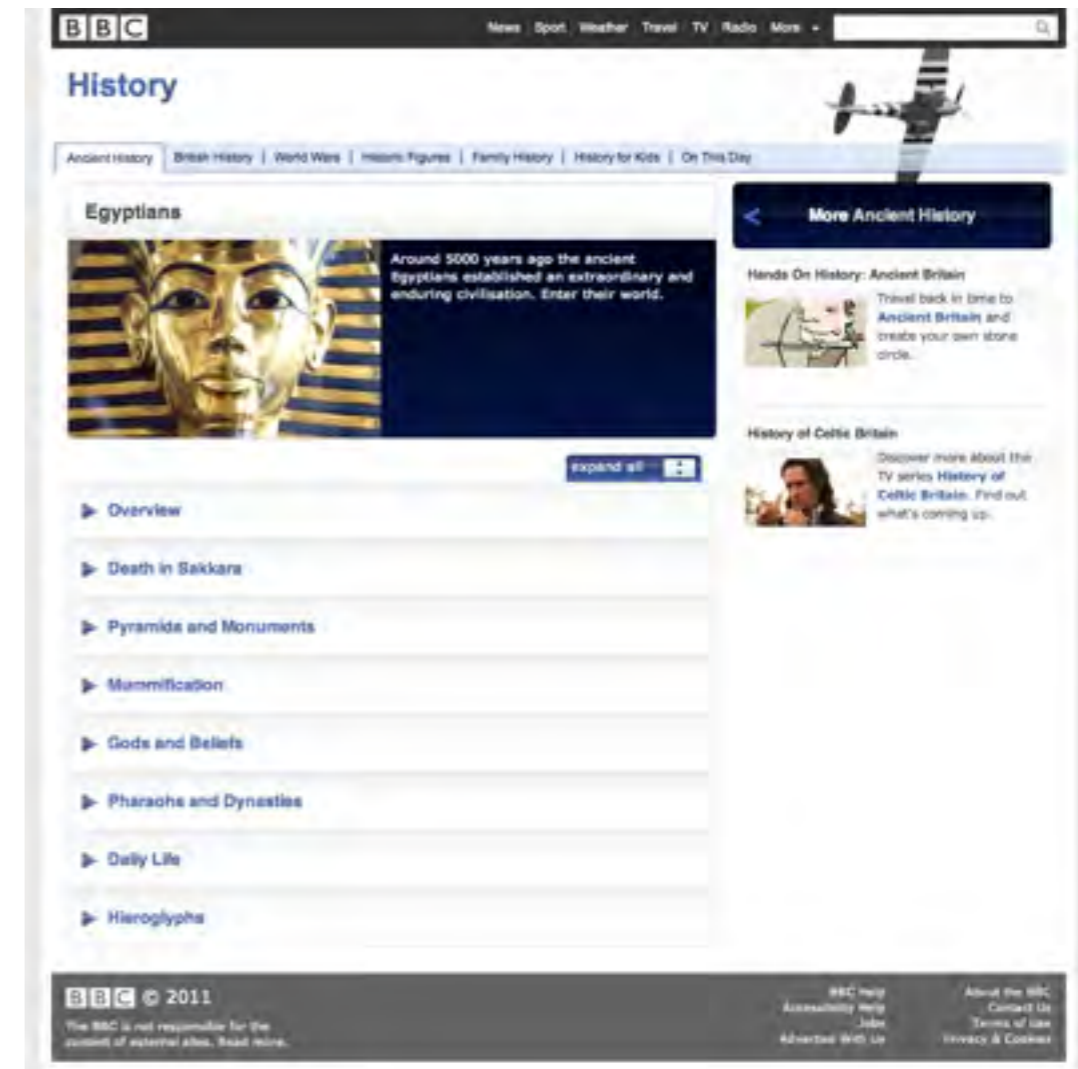 BBC
News Sport Weather Travel TV Radio More
History
Ancient History British History | World Wars | Historic Figures | Family History | History for Kids | On This Day
Egyptians
Around 5000 years ago the ancient
Egyptians established an extraordinary and
enduring civilisation. Enter their world.
expand all
Overview
Death in Sakkara
Pyramids and Monuments
Mummification
Gods and Beliefs
Pharaohs and Dynasties
Daily Life
Hieroglyphs
< More Ancient History
Hands On History: Ancient Britain
Travel back in time to
Ancient Britain and
create your own stone
circle.
History of Celtic Britain
Discover more about the
TV series History of
Celtic Britain. Find out
what's coming up.
BBC © 2011
The BBC is not responsible for the
content of external sites. Read more.
BBC Help
Accessibility Help
Jobs
Advertise With Us
About the BBC
Contact Us
Terms of Use
Privacy & Cookies